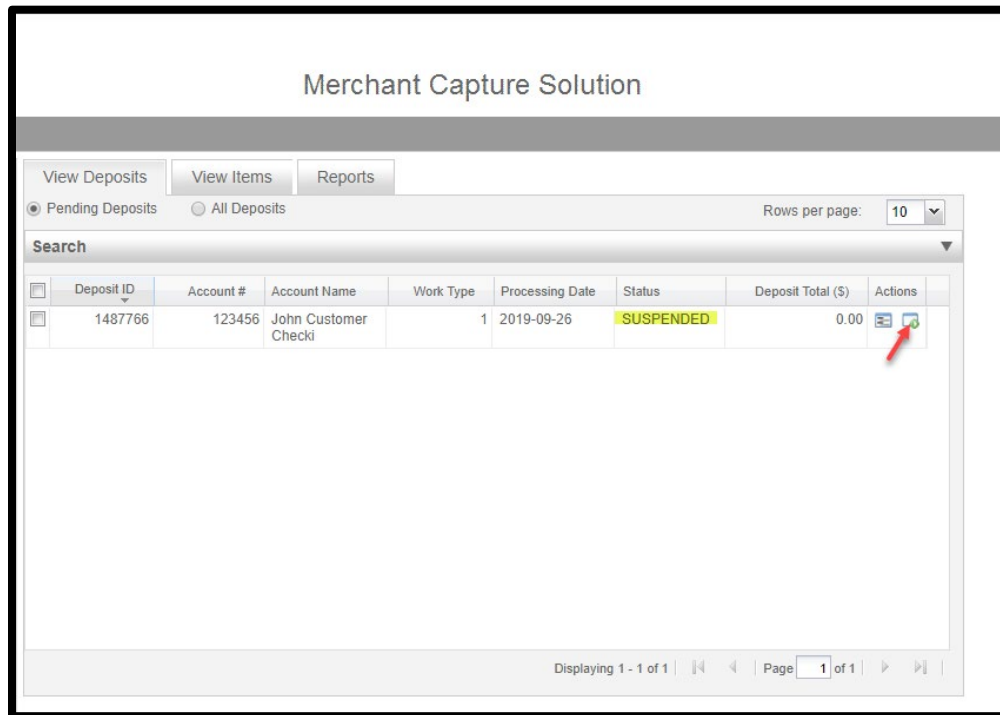 Merchant Capture Solution
View Deposits View Items Reports
Pending Deposits All Deposits Rows per page: 10
Search
Deposit ID Account # Account Name Work Type Processing Date Status Deposit Total ($) Actions
1487766 123456 John Customer 1 2019-09-26 SUSPENDED 0.00
Checki
Displaying 1 - 1 of 1 Page 1 of 1